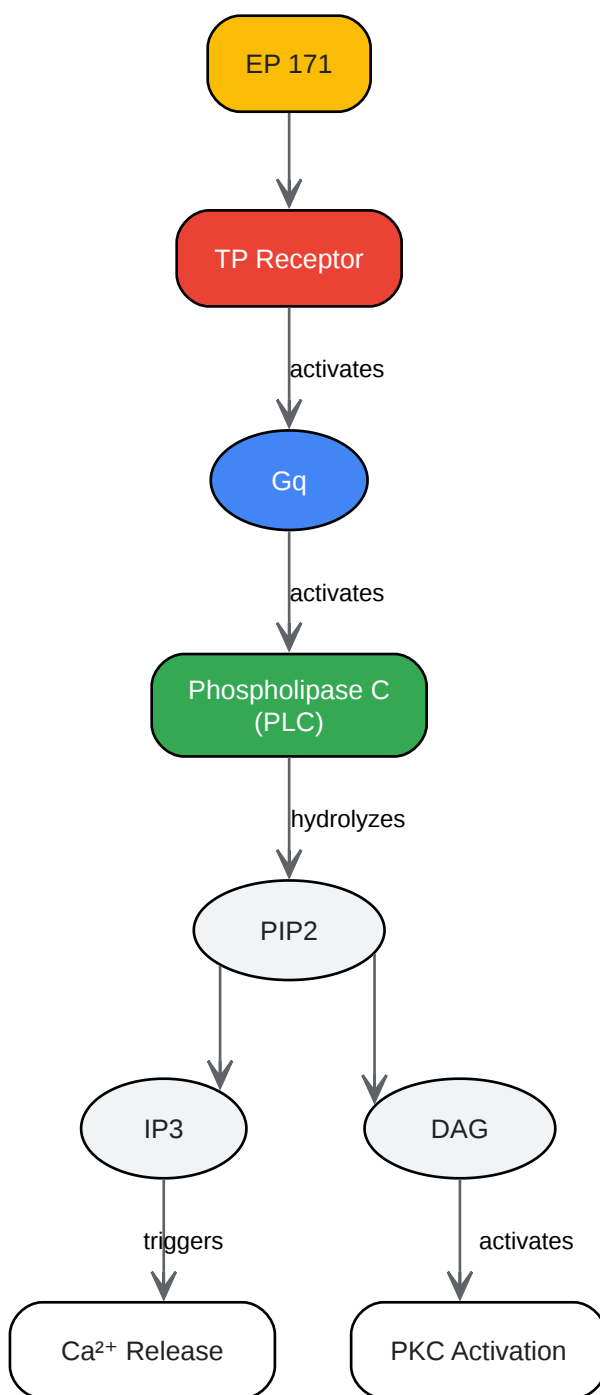 EP 171
TP Receptor
activates
Gq
activates
Phospholipase C
(PLC)
hydrolyzes
PIP2
IP3
DAG
triggers
activates
Ca²⁺ Release
PKC Activation